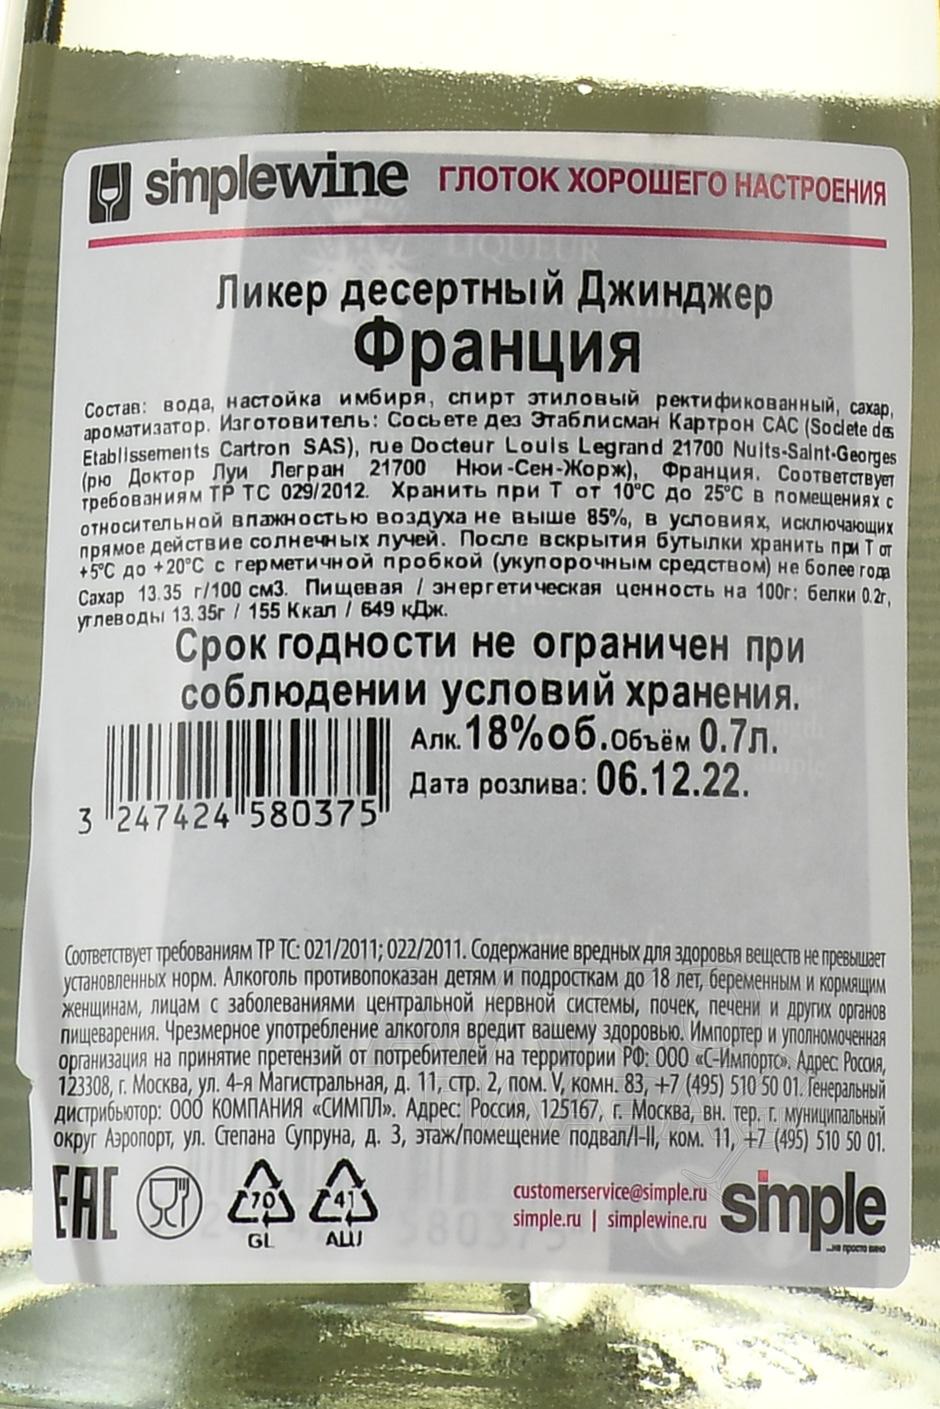 simplewine ГЛОТОК ХОРОШЕГО НАСТРОЕНИЯ
LIQUEUR
Ликер десертный Джинджер
Франция
Состав: вода, настойка имбиря, спирт этиловый ректификованный, сахар,
ароматизатор. Изготовитель: Сосьете дез Этаблисман Картрон САС (Societe des
Etablissements Cartron SAS), rue Docteur Louis Legrand 21700 Nuits-Saint-Georges
(рю Доктор Луи Легран 21700 Нюи-Сен-Жорж), Франция. Соответствует
требованиям ТР ТС 029/2012. Хранить при Т от 10°С до 25°С в помещениях с
относительной влажностью воздуха не выше 85%, в условиях, исключающих
прямое действие солнечных лучей. После вскрытия бутылки хранить при Т от
+5°С до +20°С с герметичной пробкой (укупорочным средством) не более года
Сахар 13.35 г/100 см3. Пищевая / энергетическая ценность на 100г: белки 0.2г,
углеводы 13.35г / 155 Ккал / 649 кДж.
Срок годности не ограничен при
соблюдении условий хранения.
Алк. 18%об. Объём 0.7л.
Дата розлива: 06.12.22.
3 247424 580375
Соответствует требованиям ТР ТС: 021/2011; 022/2011. Содержание вредных для здоровья веществ не превышает
установленных норм. Алкоголь противопоказан детям и подросткам до 18 лет, беременным и кормящим
женщинам, лицам с заболеваниями центральной нервной системы, почек, печени и других органов
пищеварения. Чрезмерное употребление алкоголя вредит вашему здоровью. Импортер и уполномоченная
организация на принятие претензий от потребителей на территории РФ: ООО «С-Импортс». Адрес: Россия,
123308, г. Москва, ул. 4-я Магистральная, д. 11, стр. 2, пом. V, комн. 83, +7 (495) 510 50 01. Генеральный
дистрибьютор: ООО КОМПАНИЯ «СИМПЛ». Адрес: Россия, 125167, г. Москва, вн. тер. г. муниципальный
округ Аэропорт, ул. Степана Супруна, д. 3, этаж/помещение подвал/I-II, ком. 11, +7 (495) 510 50 01.
EAC
70
GL
41
ALU
customerservice@simple.ru
simple.ru | simplewine.ru
simple
...не просто вино